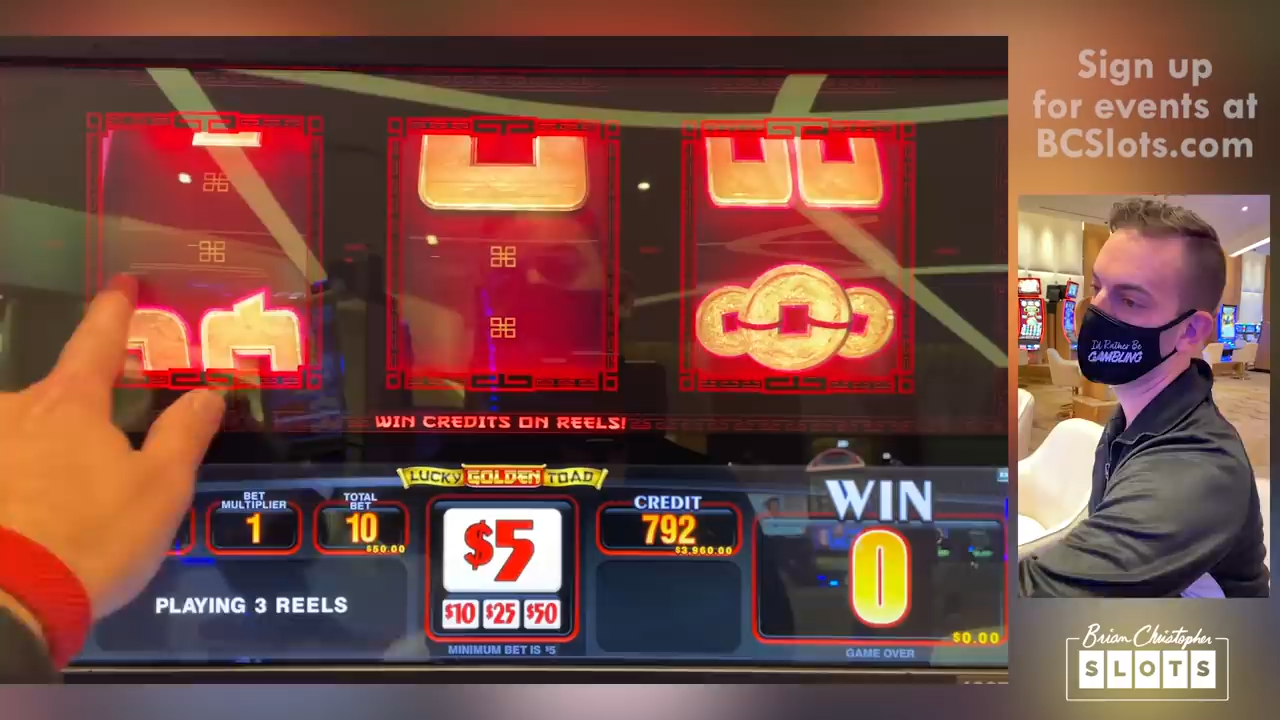 Sign up
for events at
BCSlots.com
I'd Rather Be
GAMBLING
WIN CREDITS ON REELS!
LUCKY GOLDEN TOAD
BET
MULTIPLIER
1
TOTAL
BET
10
$50.00
$5
$10 $25 $50
MINIMUM BET IS $5
CREDIT
792
$3,960.00
WIN
0
$0.00
GAME OVER
PLAYING 3 REELS
Brian Christopher
SLOTS